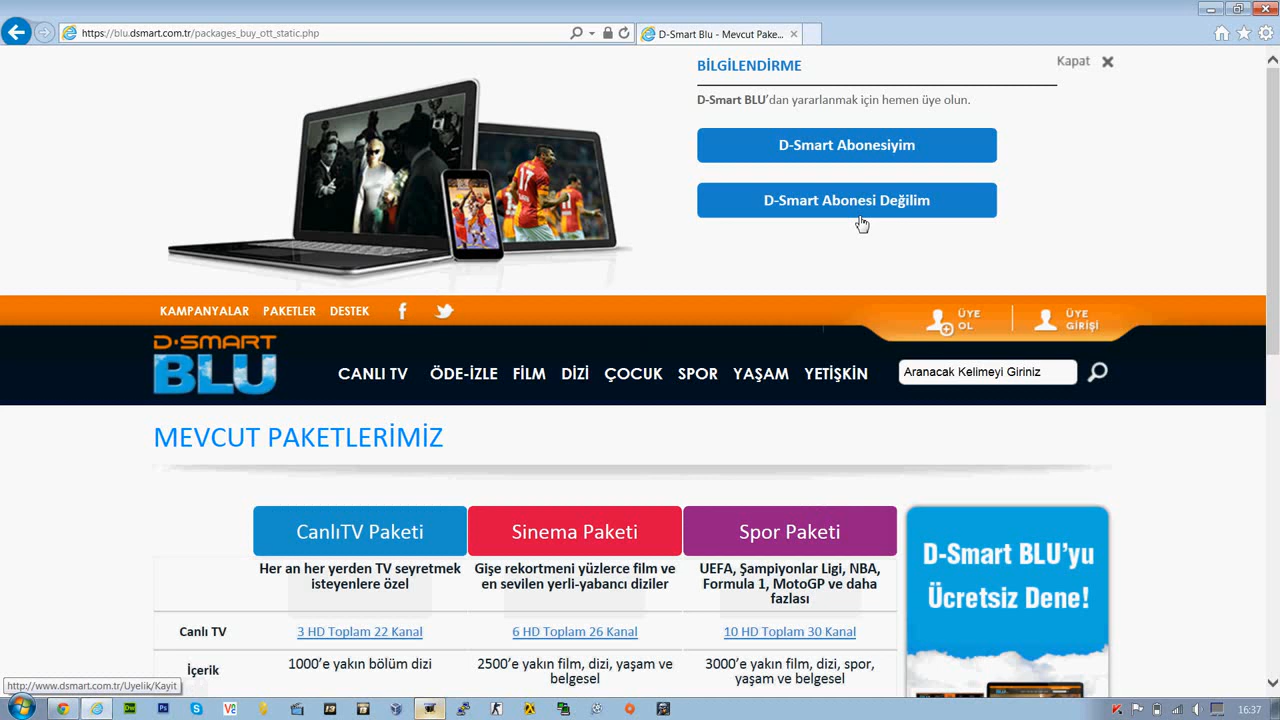 https://blu.dsmart.com.tr/packages_buy_ott_static.php
D-Smart Blu - Mevcut Pake...
BİLGİLENDİRME
Kapat
D-Smart BLU'dan yararlanmak için hemen üye olun.
D-Smart Abonesiyim
D-Smart Abonesi Değilim
17
KAMPANYALAR PAKETLER DESTEK
ÜYE OL
ÜYE GİRİŞİ
D-SMART
BLU
CANLI TV ÖDE-İZLE FİLM DİZİ ÇOCUK SPOR YAŞAM YETİŞKİN
Aranacak Kelimeyi Giriniz
MEVCUT PAKETLERİMİZ
CanlıTV Paketi Sinema Paketi Spor Paketi
Her an her yerden TV seyretmek isteyenlere özel
Gişe rekortmeni yüzlerce film ve en sevilen yerli-yabancı diziler
UEFA, Şampiyonlar Ligi, NBA, Formula 1, MotoGP ve daha fazlası
Canlı TV 3 HD Toplam 22 Kanal 6 HD Toplam 26 Kanal 10 HD Toplam 30 Kanal
İçerik 1000'e yakın bölüm dizi
2500'e yakın film, dizi, yaşam ve belgesel
3000'e yakın film, dizi, spor, yaşam ve belgesel
D-Smart BLU'yu
Ücretsiz Dene!
http://www.dsmart.com.tr/Uyelik/Kayit
16:37